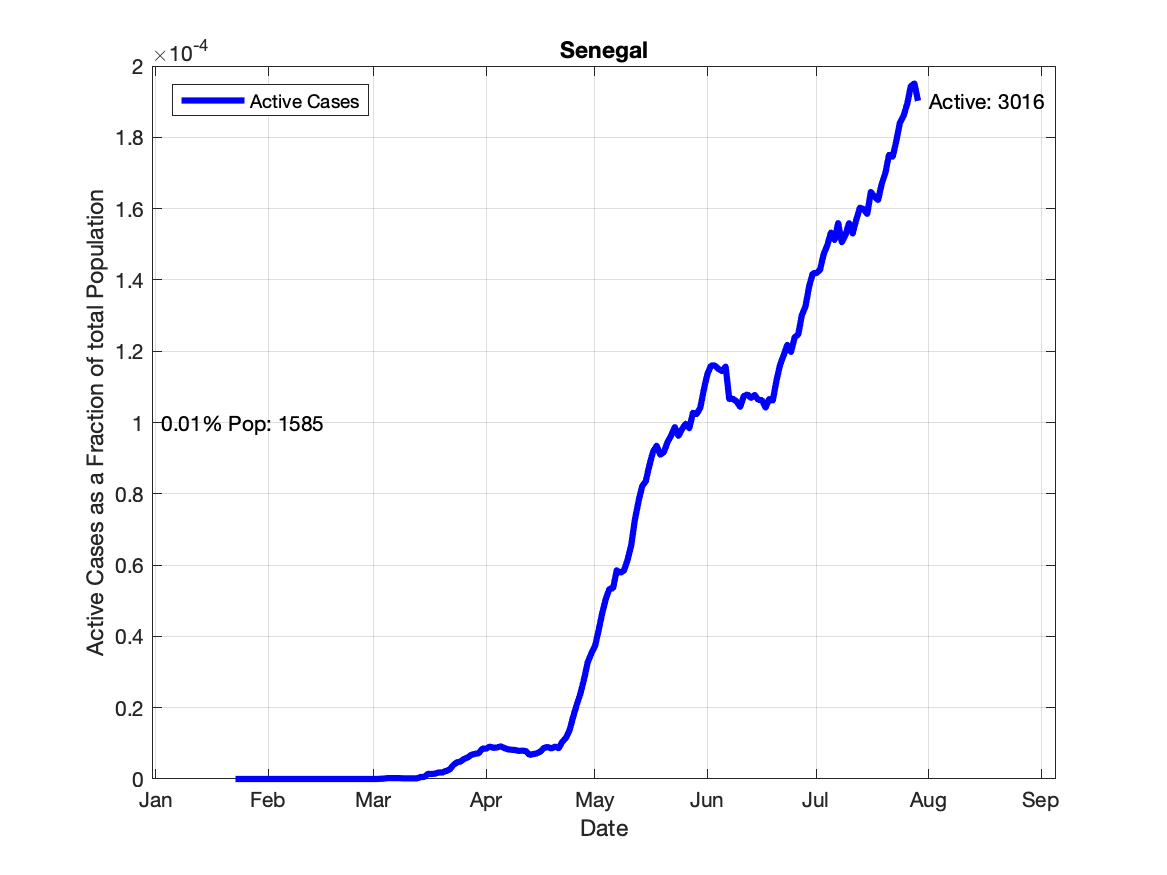 Senegal
×10⁻⁴
Active Cases
Active: 3016
0.01% Pop: 1585
2
1.8
1.6
1.4
1.2
1
0.8
0.6
0.4
0.2
0
Active Cases as a Fraction of total Population
Jan Feb Mar Apr May Jun Jul Aug Sep
Date